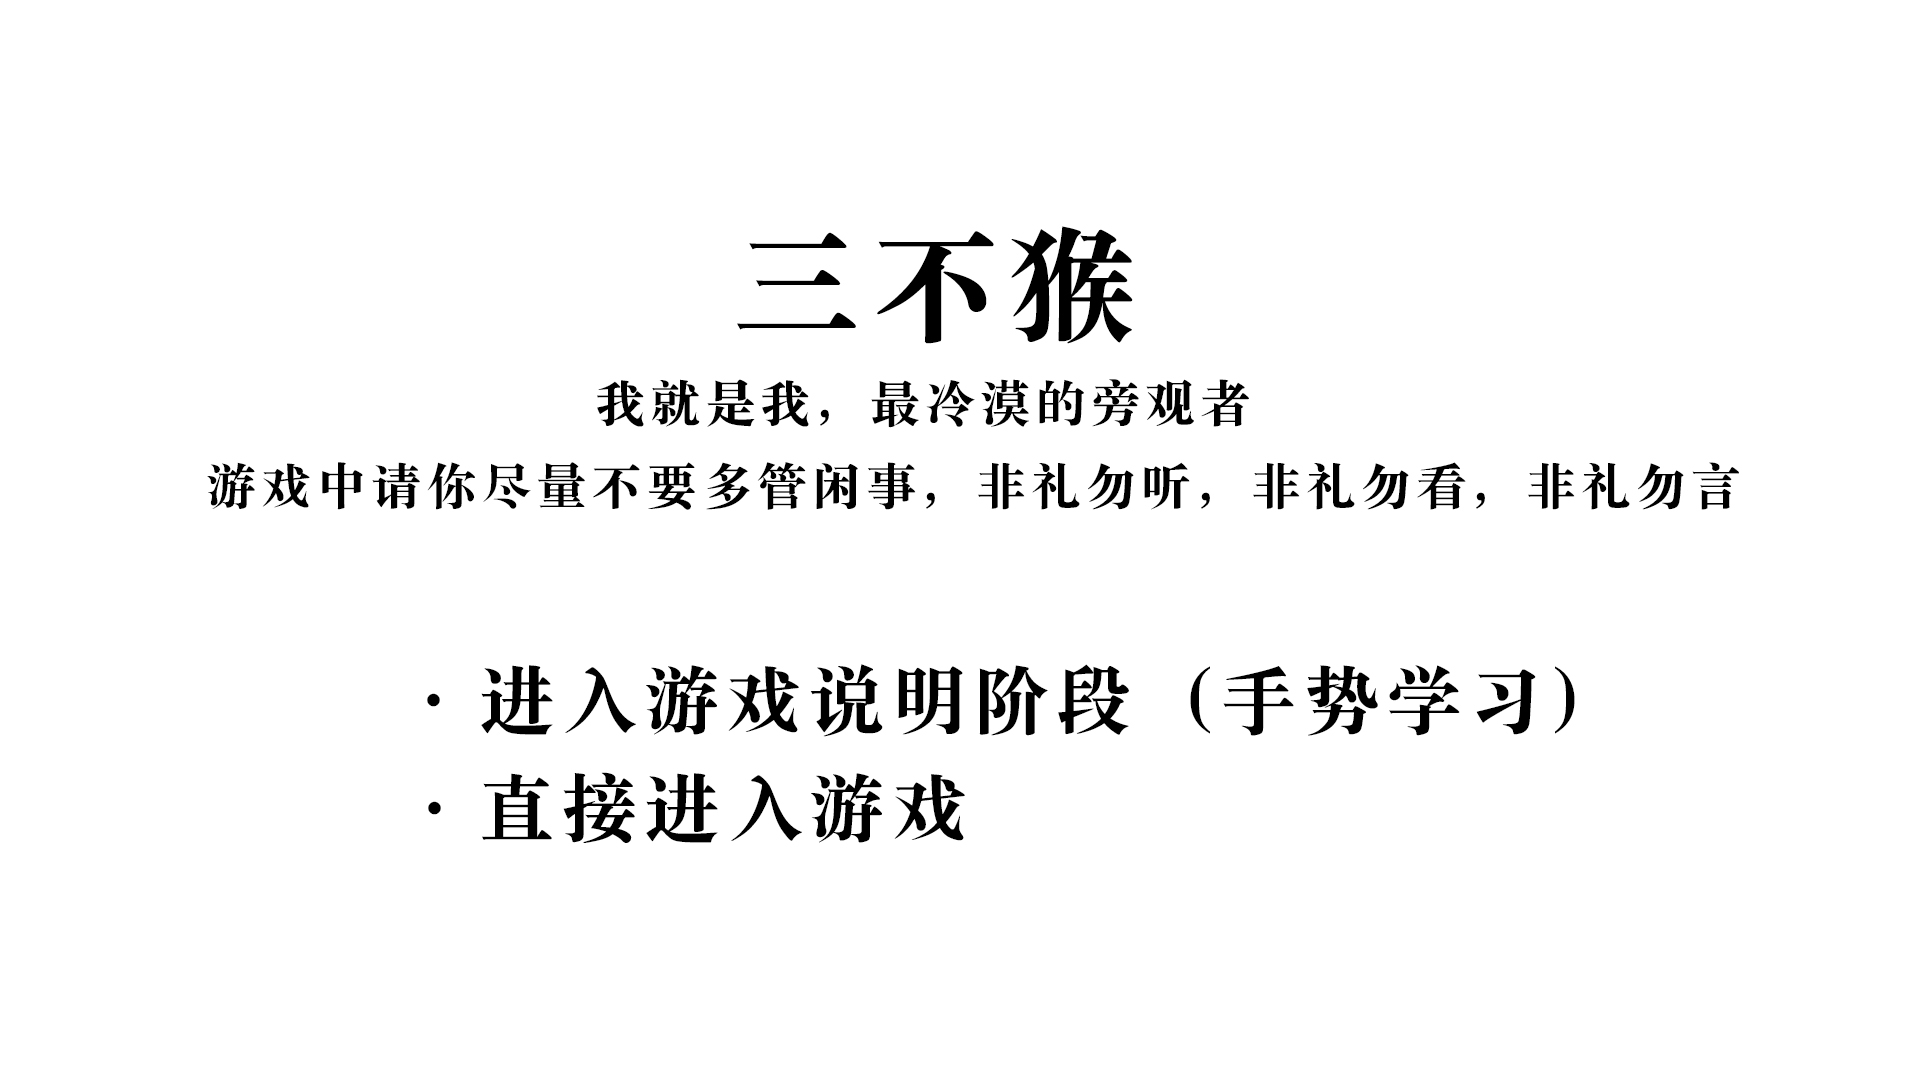 三不猴
我就是我，最冷漠的旁观者
游戏中请你尽量不要多管闲事，非礼勿听，非礼勿看，非礼勿言
· 进入游戏说明阶段（手势学习）
· 直接进入游戏